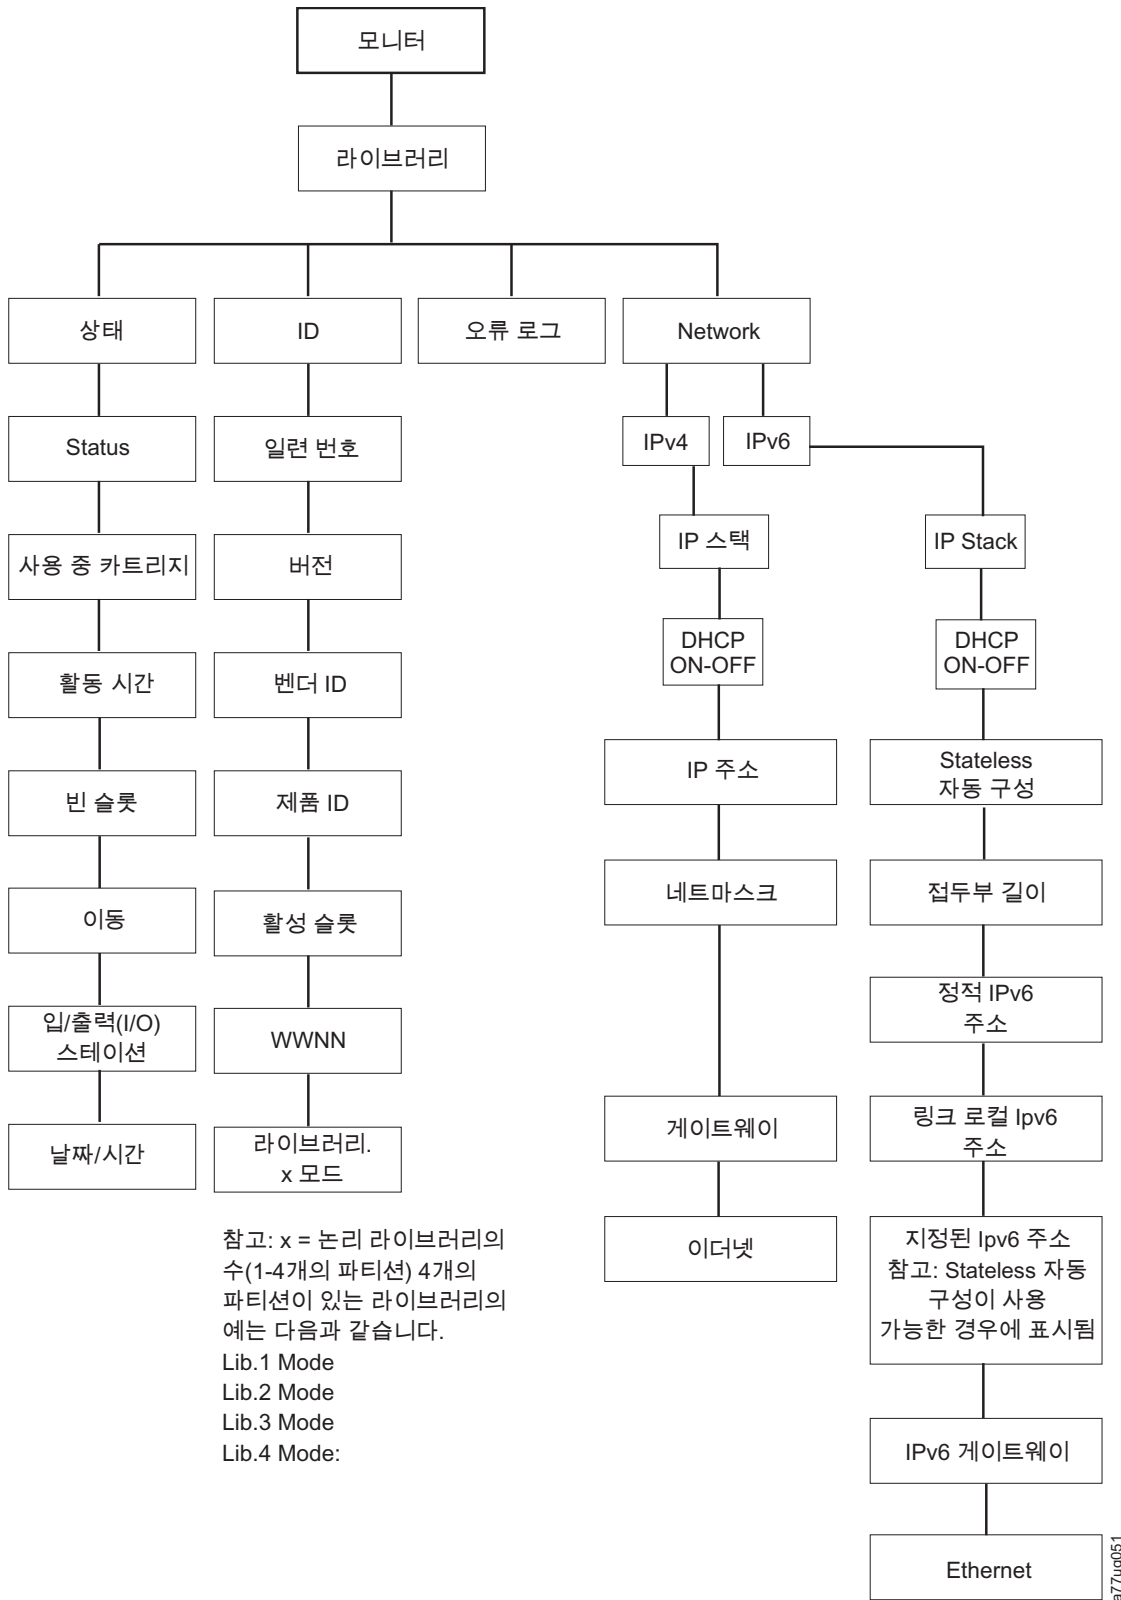 모니터
라이브러리
상태
ID
오류 로그
Network
Status
일련 번호
IPv4
IPv6
사용 중 카트리지
버전
IP 스택
IP Stack
활동 시간
벤더 ID
DHCP
ON-OFF
DHCP
ON-OFF
빈 슬롯
제품 ID
IP 주소
Stateless
자동 구성
이동
활성 슬롯
네트마스크
접두부 길이
입/출력(I/O)
스테이션
WWNN
정적 IPv6
주소
날짜/시간
라이브러리.
x 모드
게이트웨이
링크 로컬 Ipv6
주소
참고: x = 논리 라이브러리의
수(1-4개의 파티션) 4개의
파티션이 있는 라이브러리의
예는 다음과 같습니다.
Lib.1 Mode
Lib.2 Mode
Lib.3 Mode
Lib.4 Mode:
이더넷
지정된 Ipv6 주소
참고: Stateless 자동
구성이 사용
가능한 경우에 표시됨
IPv6 게이트웨이
Ethernet
a77ug051